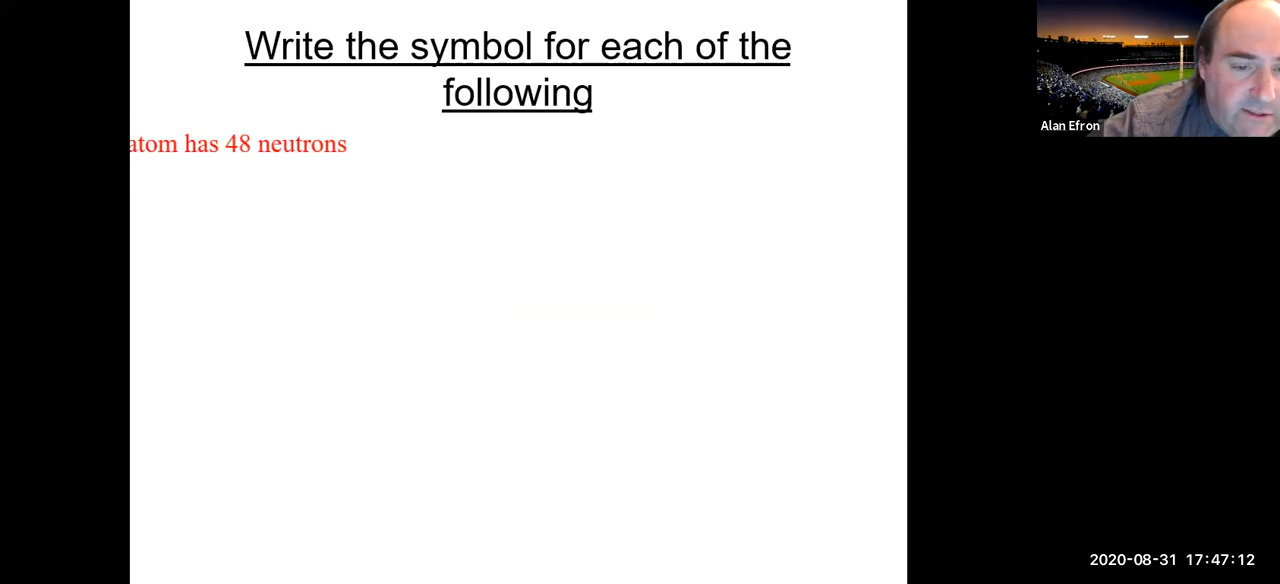 Write the symbol for each of the
following
atom has 48 neutrons
Alan Efron
2020-08-31 17:47:12